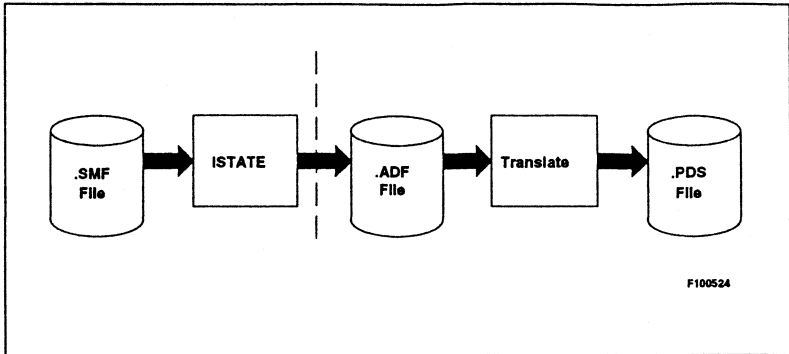 .SMF
File
ISTATE
.ADF
File
Translate
.PDS
File
F100524